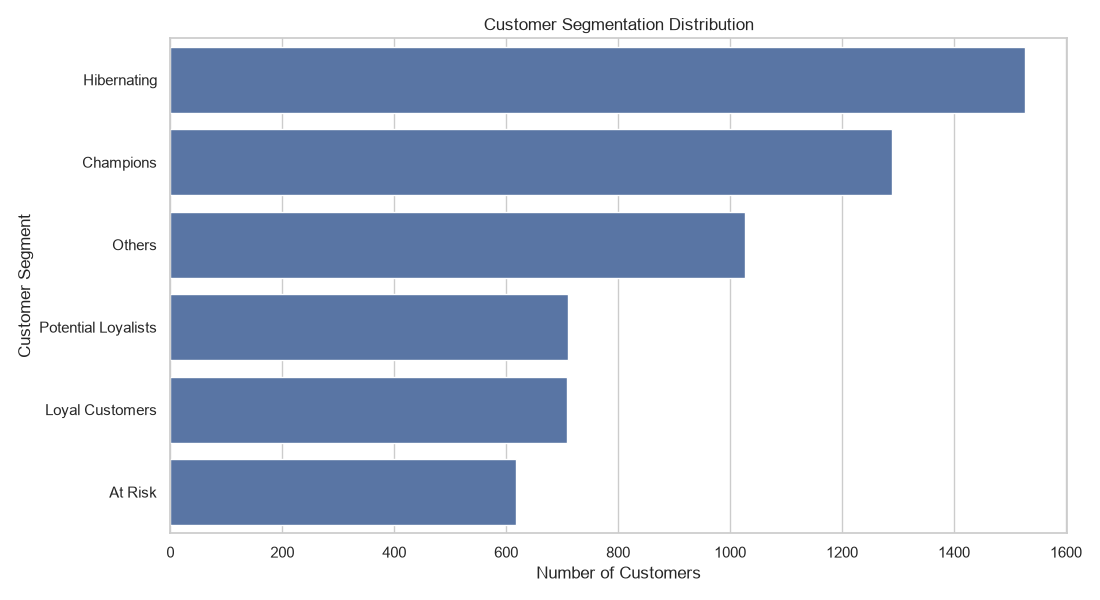 Customer Segmentation Distribution
Customer Segment
Hibernating
Champions
Others
Potential Loyalists
Loyal Customers
At Risk
0 200 400 600 800 1000 1200 1400 1600
Number of Customers